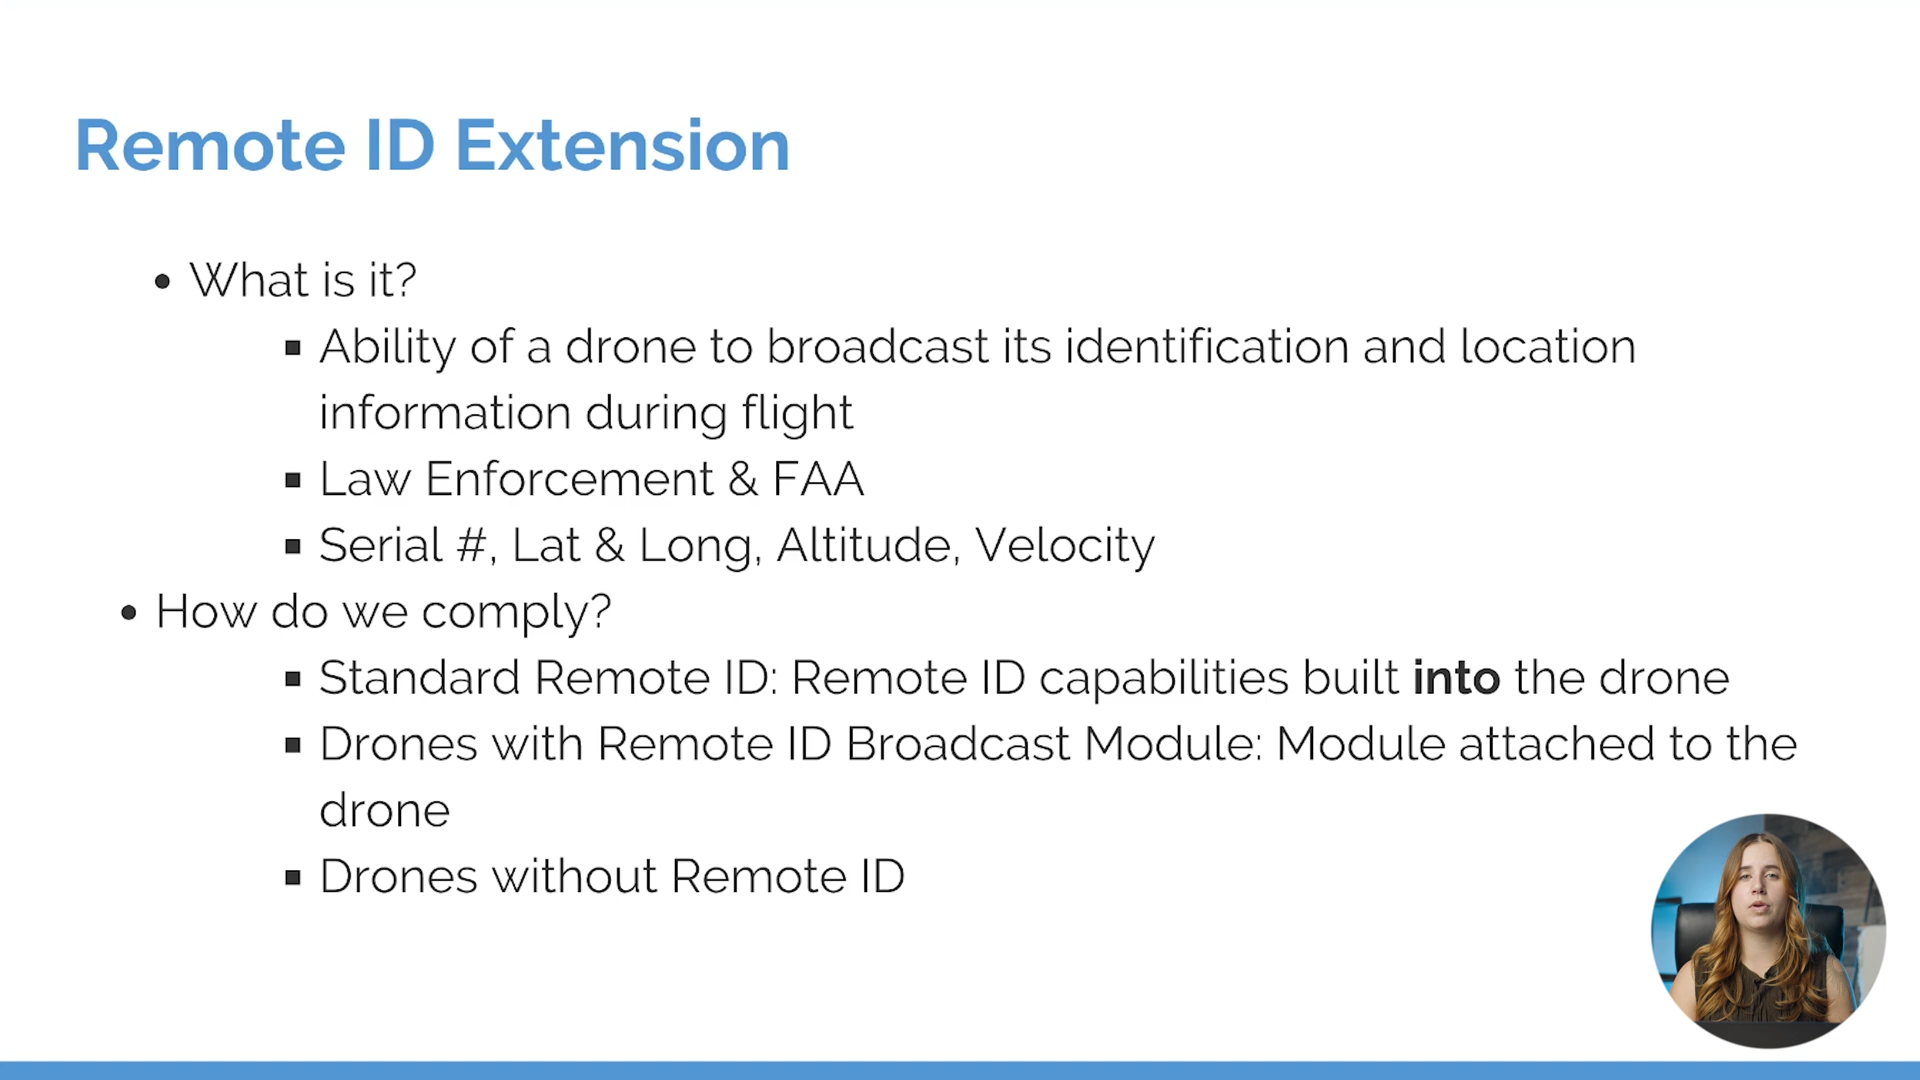 Remote ID Extension
• What is it?
▪ Ability of a drone to broadcast its identification and location
information during flight
▪ Law Enforcement & FAA
▪ Serial #, Lat & Long, Altitude, Velocity
• How do we comply?
▪ Standard Remote ID: Remote ID capabilities built into the drone
▪ Drones with Remote ID Broadcast Module: Module attached to the
drone
▪ Drones without Remote ID